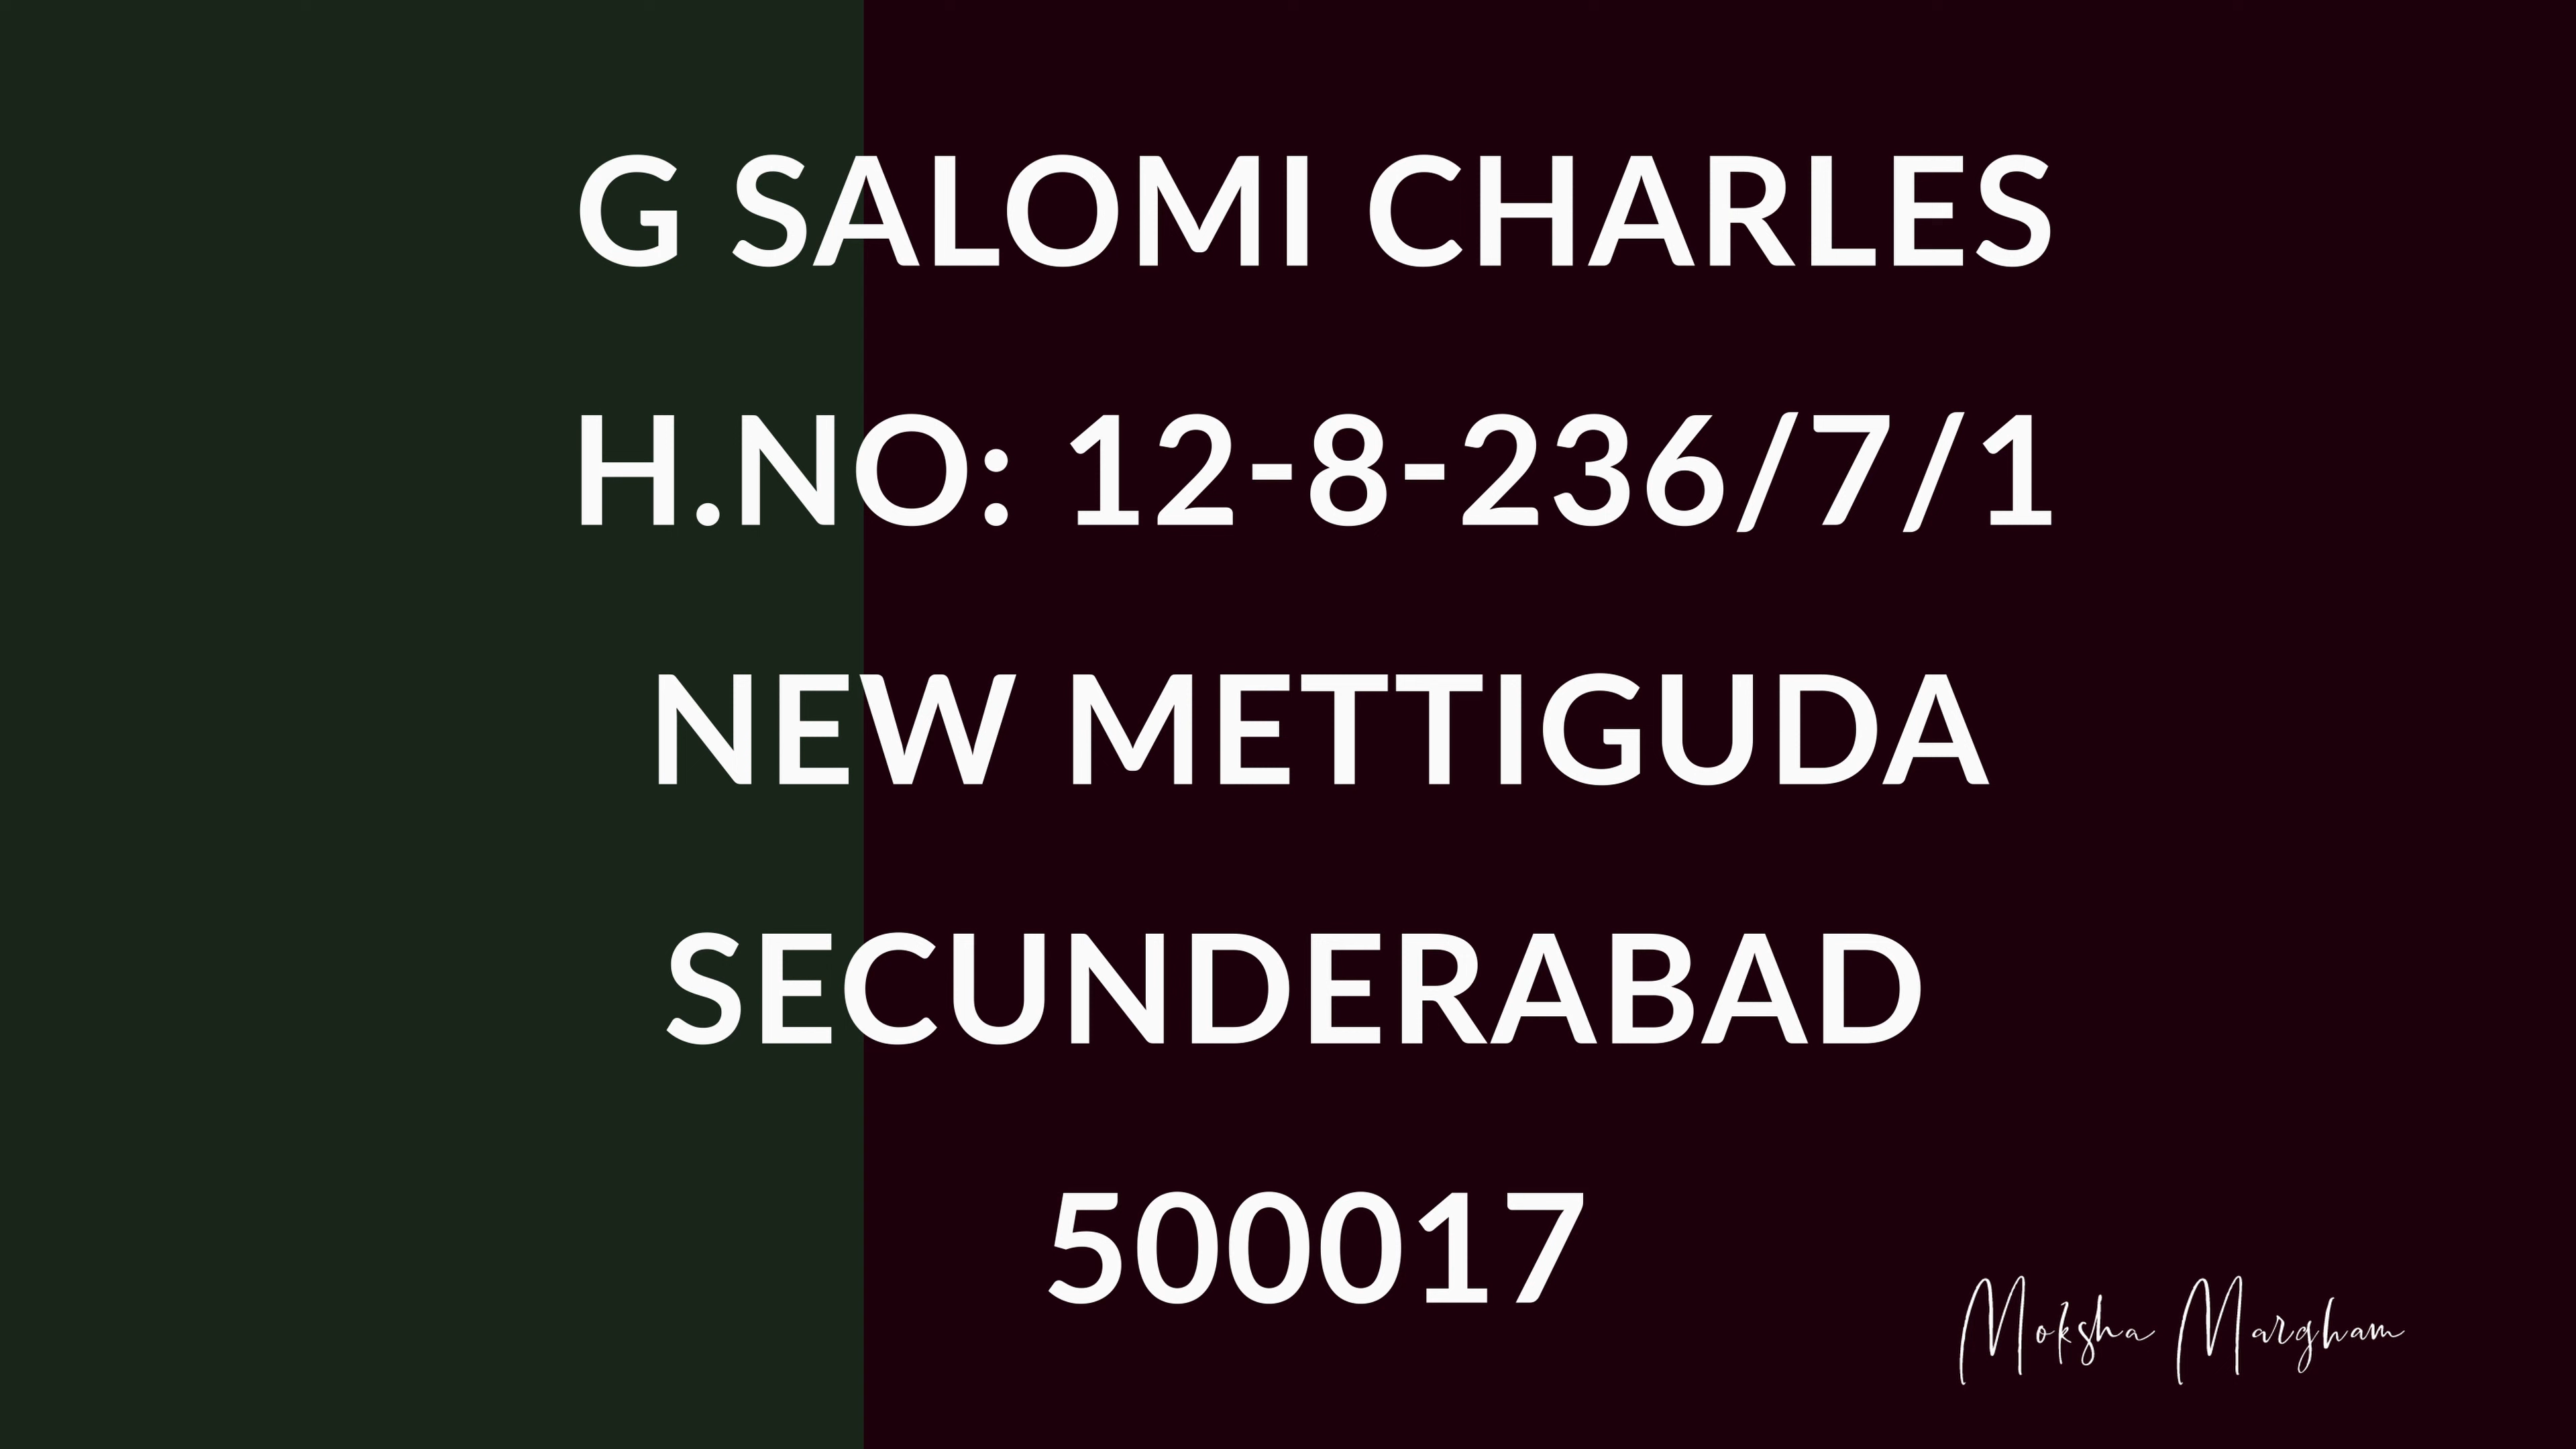 G SALOMI CHARLES
H.NO: 12-8-236/7/1
NEW METTIGUDA
SECUNDERABAD
500017
Moksha Margham